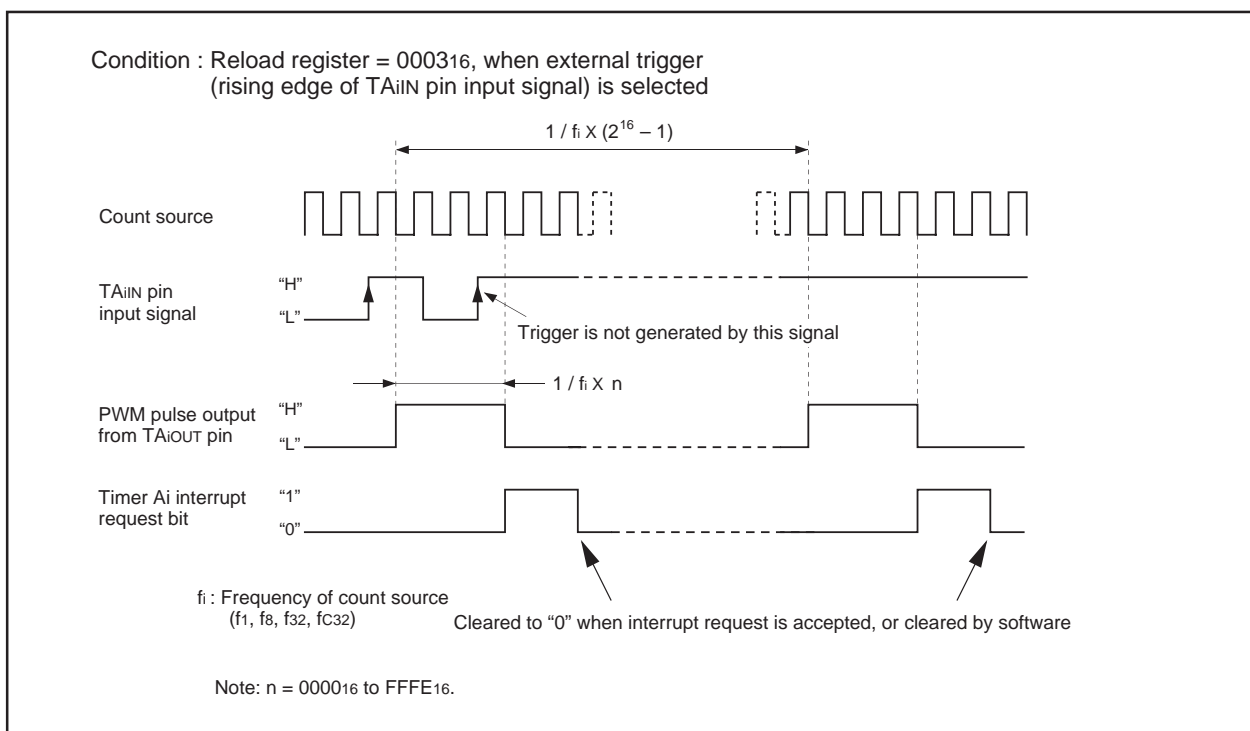 Condition : Reload register = 000316, when external trigger
(rising edge of TAiIN pin input signal) is selected
1 / fi X (2^16 – 1)
Count source
TAiIN pin
input signal
“H”
“L”
Trigger is not generated by this signal
1 / fi X n
PWM pulse output
from TAiOUT pin
“H”
“L”
Timer Ai interrupt
request bit
“1”
“0”
fi : Frequency of count source
(f1, f8, f32, fC32)
Cleared to “0” when interrupt request is accepted, or cleared by software
Note: n = 000016 to FFFE16.